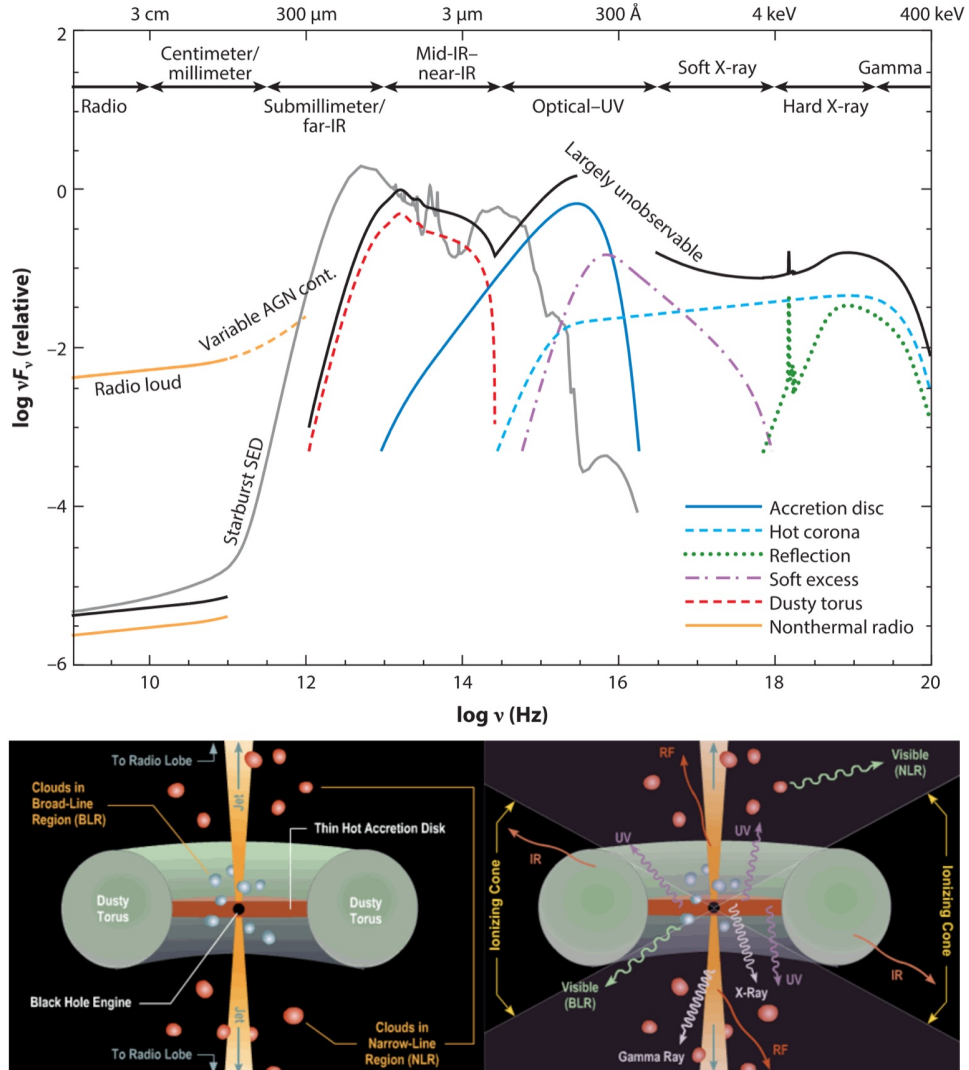 3 cm 300 μm 3 μm 300 Å 4 keV 400 keV
Centimeter/
millimeter
Mid-IR–
near-IR
Soft X-ray
Gamma
Radio
Submillimeter/
far-IR
Optical–UV
Hard X-ray
2
0
–2
–4
–6
log νFν (relative)
Largely unobservable
Variable AGN cont.
Radio loud
Starburst SED
Accretion disc
Hot corona
Reflection
Soft excess
Dusty torus
Nonthermal radio
10 12 14 16 18 20
log ν (Hz)
To Radio Lobe
Jet
Clouds in
Broad-Line
Region (BLR)
Thin Hot Accretion Disk
Dusty
Torus
Dusty
Torus
Black Hole Engine
Jet
Clouds in
Narrow-Line
Region (NLR)
To Radio Lobe
RF
Visible
(NLR)
UV
UV
IR
Ionizing Cone
Ionizing Cone
Visible
(BLR)
X-Ray
UV
IR
Gamma Ray
RF